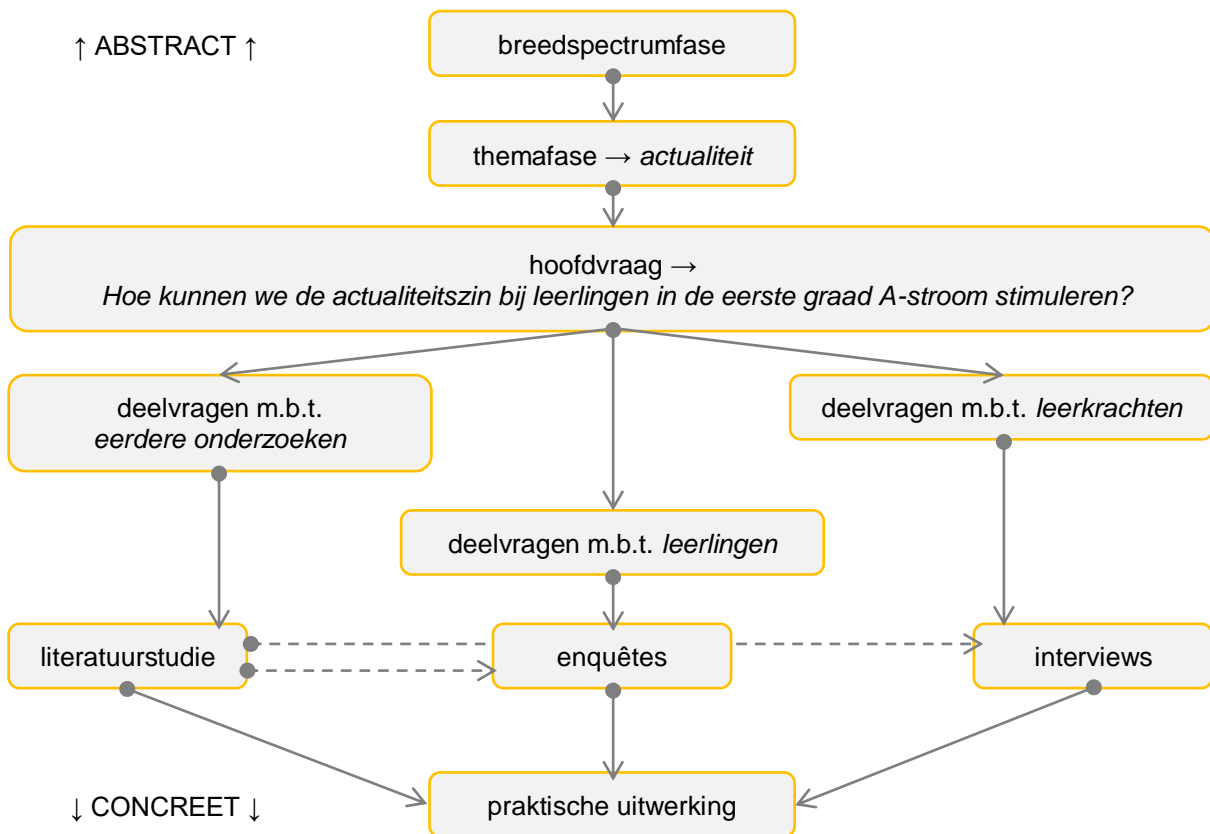 ↑ ABSTRACT ↑
breedspectrumfase
themafase → actualiteit
hoofdvraag →
Hoe kunnen we de actualiteitszin bij leerlingen in de eerste graad A-stroom stimuleren?
deelvragen m.b.t.
eerdere onderzoeken
deelvragen m.b.t. leerkrachten
deelvragen m.b.t. leerlingen
literatuurstudie
enquêtes
interviews
praktische uitwerking
↓ CONCREET ↓